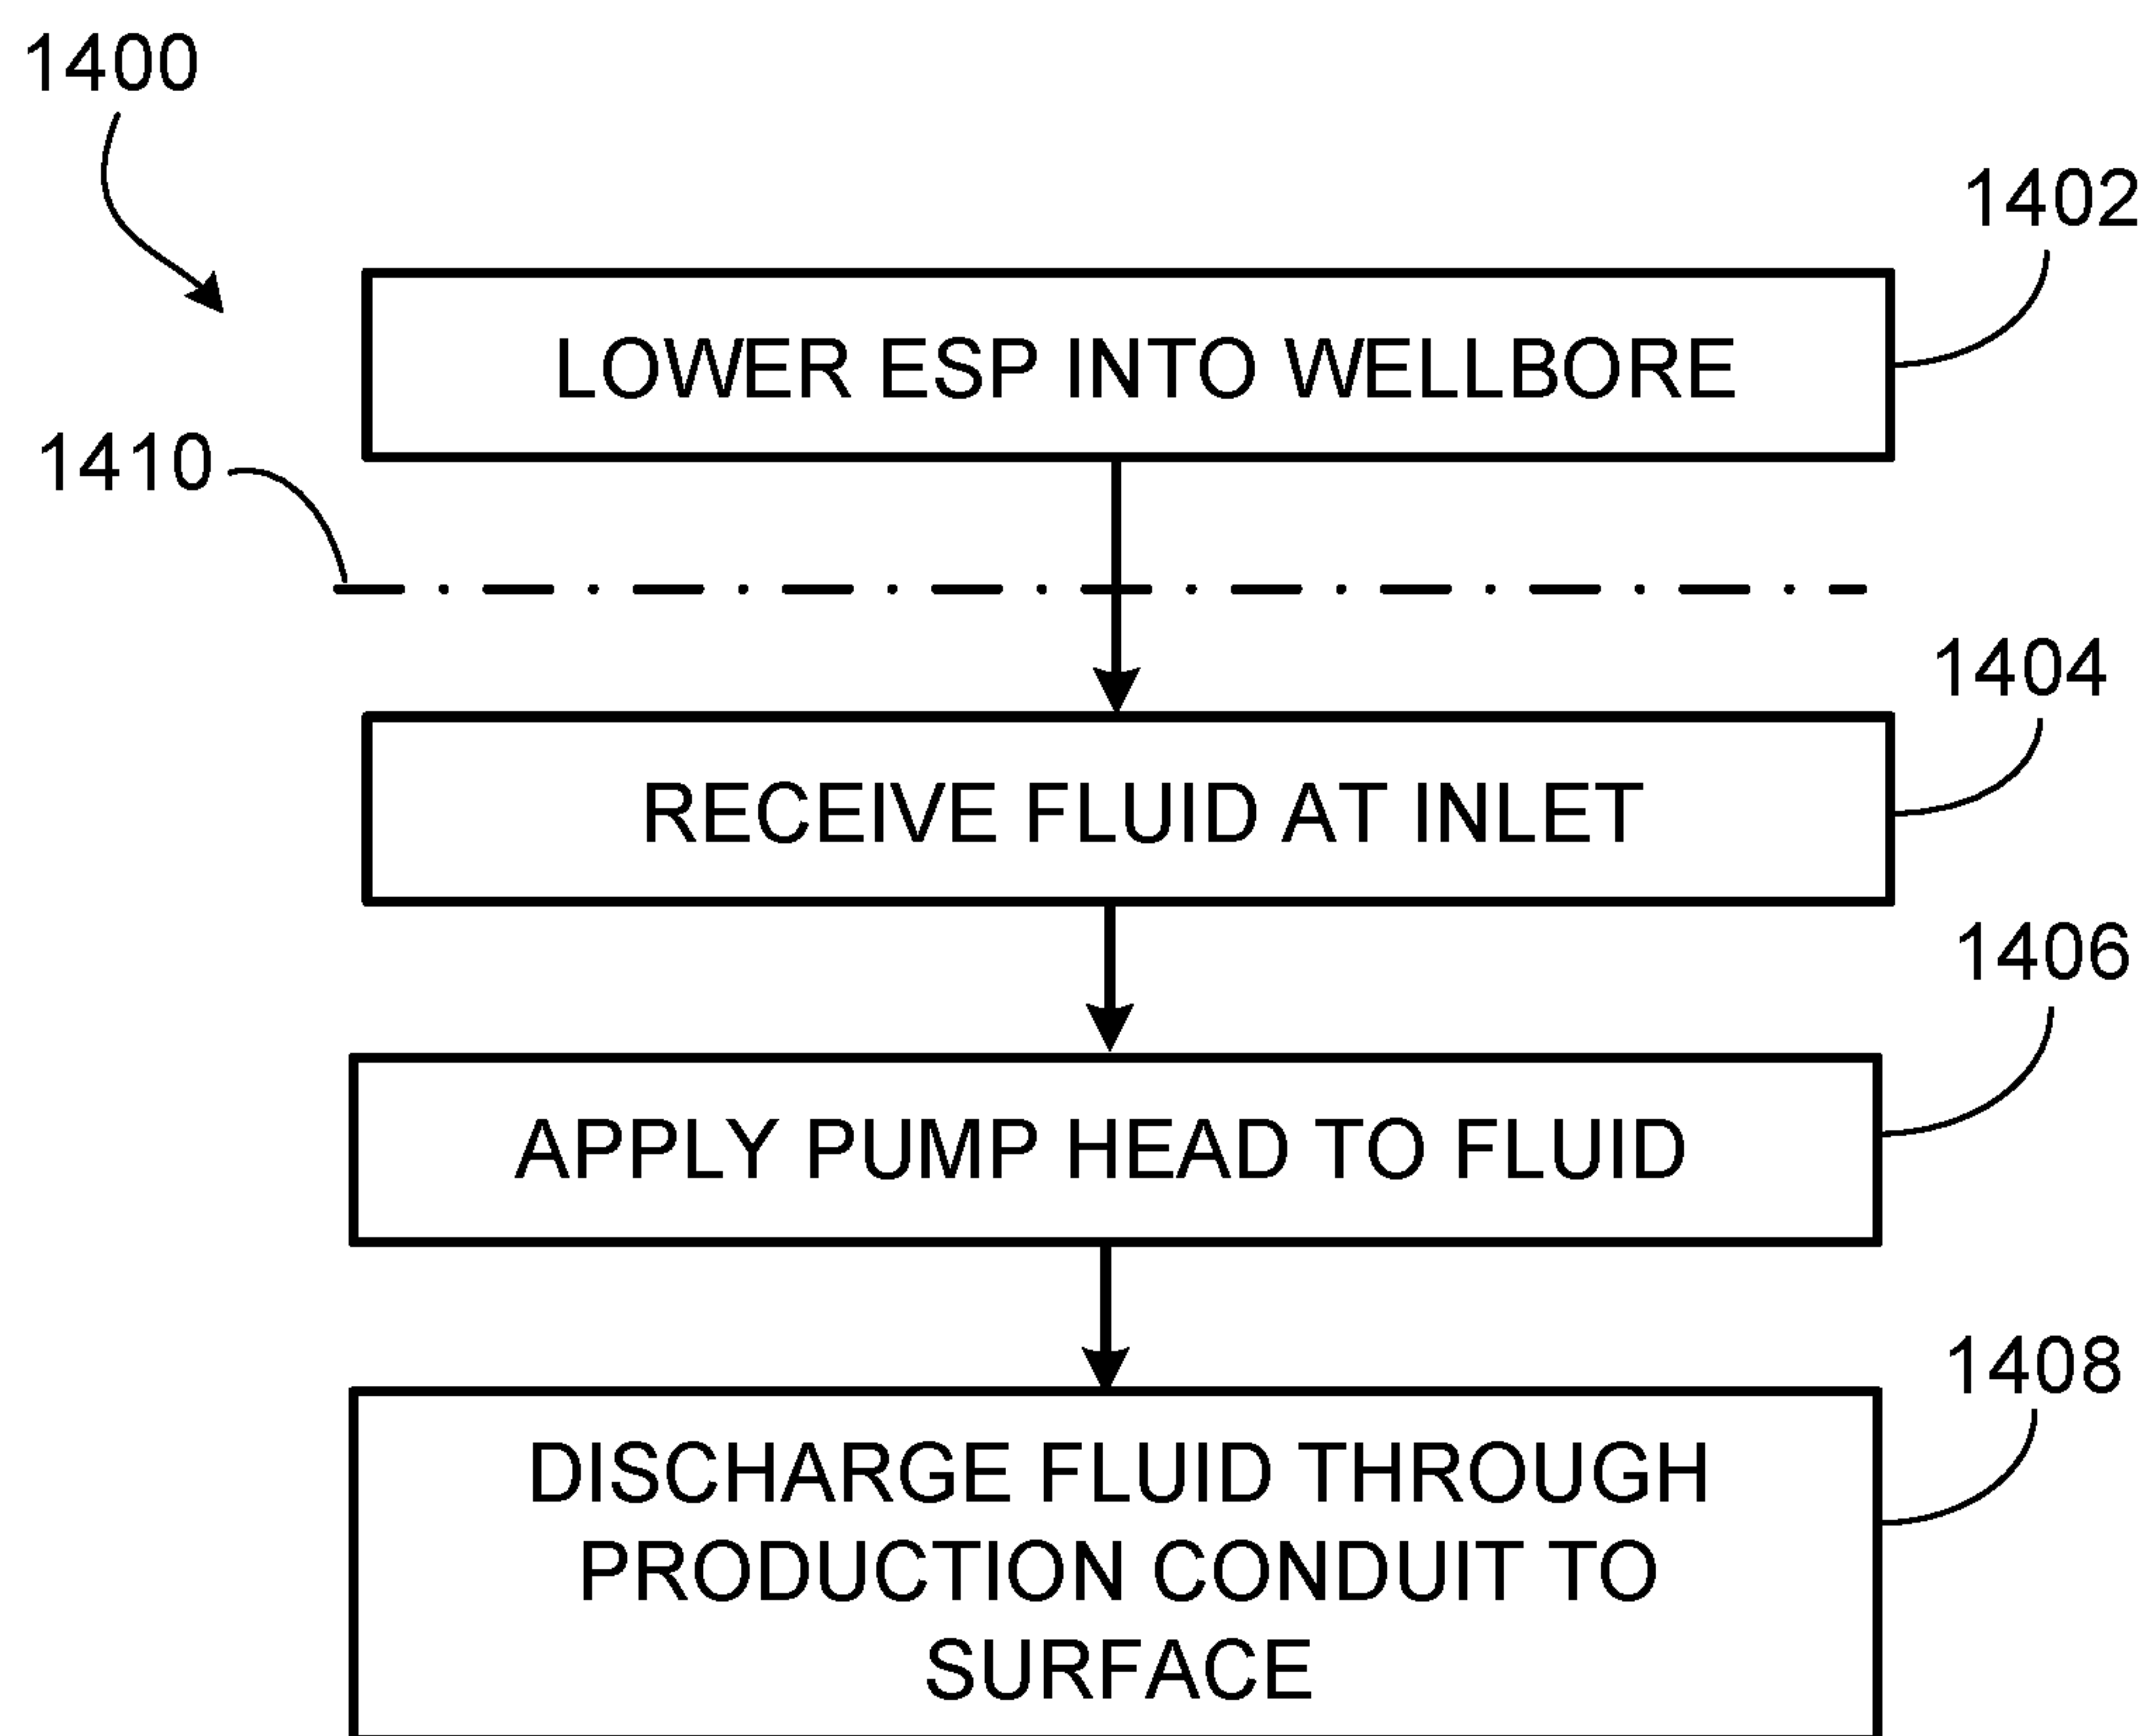 1400
1402
LOWER ESP INTO WELLBORE
1410
1404
RECEIVE FLUID AT INLET
1406
APPLY PUMP HEAD TO FLUID
1408
DISCHARGE FLUID THROUGH
PRODUCTION CONDUIT TO
SURFACE